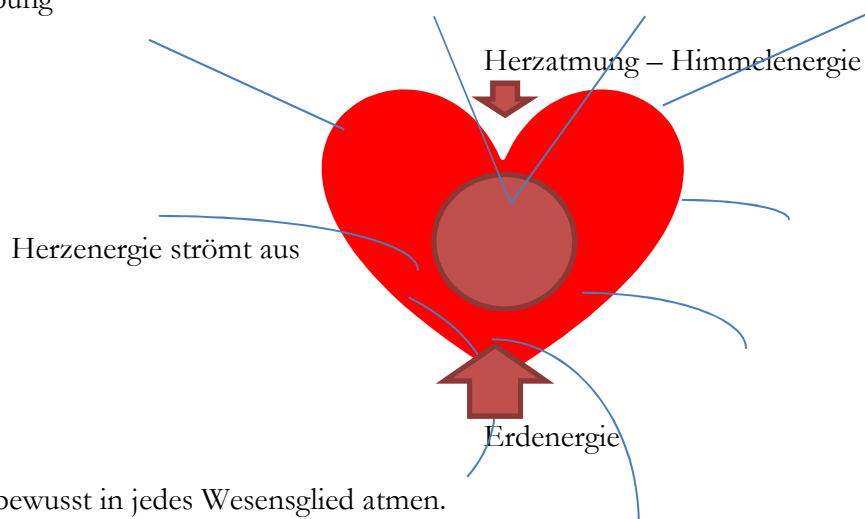 Herzatmung – Himmelenergie
Herzenergie strömt aus
Erdenergie
bewusst in jedes Wesensglied atmen.